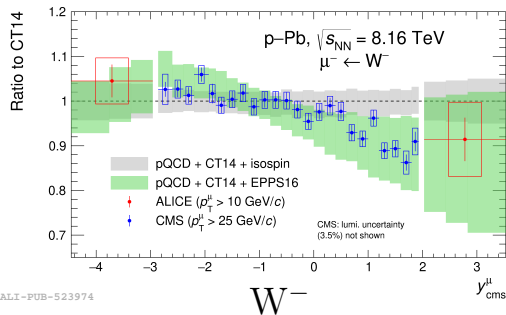 Ratio to CT14
1.2
1.1
1
0.9
0.8
0.7
p–Pb, √sNN = 8.16 TeV
μ− ← W−
pQCD + CT14 + isospin
pQCD + CT14 + EPPS16
ALICE (pTμ > 10 GeV/c)
CMS (pTμ > 25 GeV/c)
CMS: lumi. uncertainty
(3.5%) not shown
−4 −3 −2 −1 0 1 2 3
yμcms
ALI-PUB-523974
W−